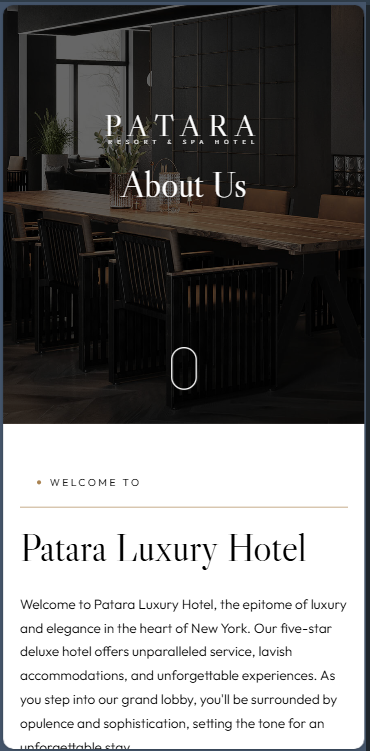 PATARA
RESORT & SPA HOTEL
About Us
WELCOME TO
Patara Luxury Hotel
Welcome to Patara Luxury Hotel, the epitome of luxury
and elegance in the heart of New York. Our five-star
deluxe hotel offers unparalleled service, lavish
accommodations, and unforgettable experiences. As
you step into our grand lobby, you'll be surrounded by
opulence and sophistication, setting the tone for an
unforgettable stay.